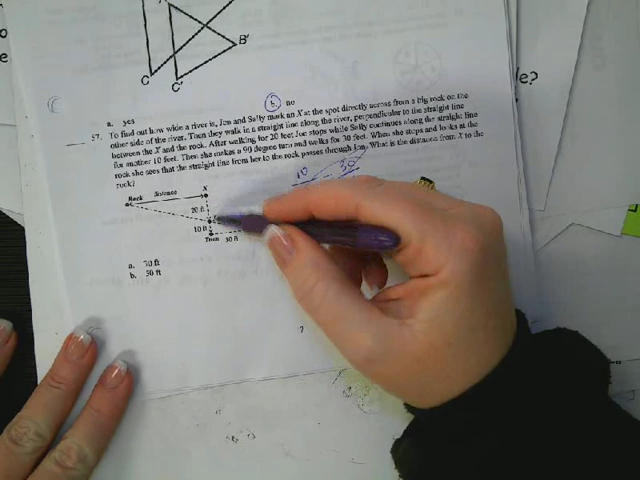 C
C'
B'
le?
a. yes
b. no
57. To find out how wide a river is, Jon and Sally mark an X at the spot directly across from a big rock on the
other side of the river. Then they walk in a straight line along the river, perpendicular to the straight line
between the X and the rock. After walking for 20 feet Jon stops while Sally continues along the straight line
for another 10 feet. Then she makes a 90 degree turn and walks for 30 feet. When she stops and looks at the
rock she sees that the straight line from her to the rock passes through Jon. What is the distance from X to the
rock?
10 30
Rock Distance X
20 ft
10 ft
Turn 30 ft
b. 50 ft
?